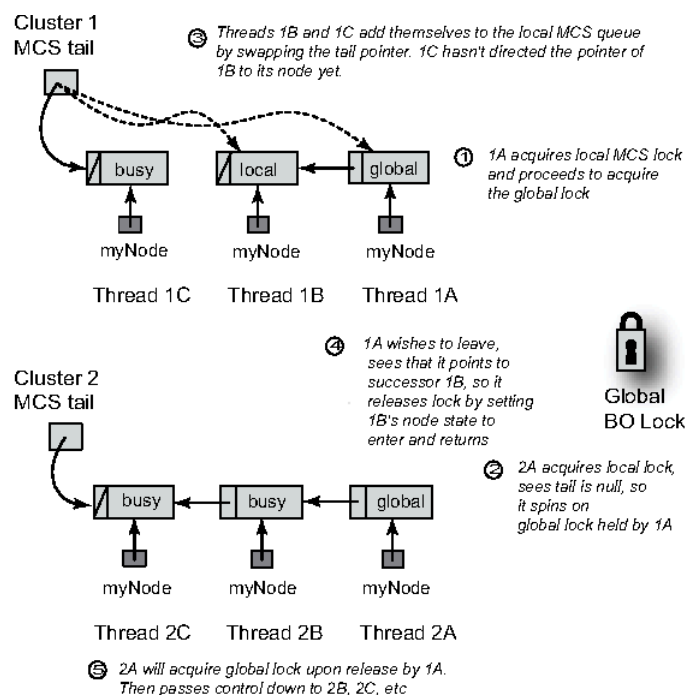 Cluster 1
MCS tail
③ Threads 1B and 1C add themselves to the local MCS queue
by swapping the tail pointer. 1C hasn't directed the pointer of
1B to its node yet.
busy
local
global
① 1A acquires local MCS lock
and proceeds to acquire
the global lock
myNode
myNode
myNode
Thread 1C
Thread 1B
Thread 1A
④ 1A wishes to leave,
sees that it points to
successor 1B, so it
releases lock by setting
1B's node state to
enter and returns
Global
BO Lock
Cluster 2
MCS tail
② 2A acquires local lock,
sees tail is null, so
it spins on
global lock held by 1A
busy
busy
global
myNode
myNode
myNode
Thread 2C
Thread 2B
Thread 2A
⑤ 2A will acquire global lock upon release by 1A.
Then passes control down to 2B, 2C, etc